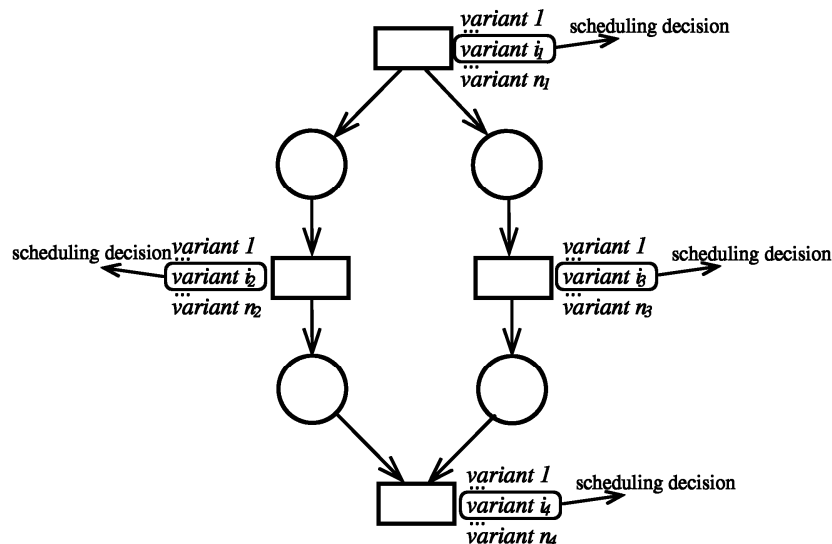 variant 1
...
variant i1
...
variant n1
scheduling decision
scheduling decision
variant 1
...
variant i2
...
variant n2
variant 1
...
variant i3
...
variant n3
scheduling decision
variant 1
...
variant i4
...
variant n4
scheduling decision